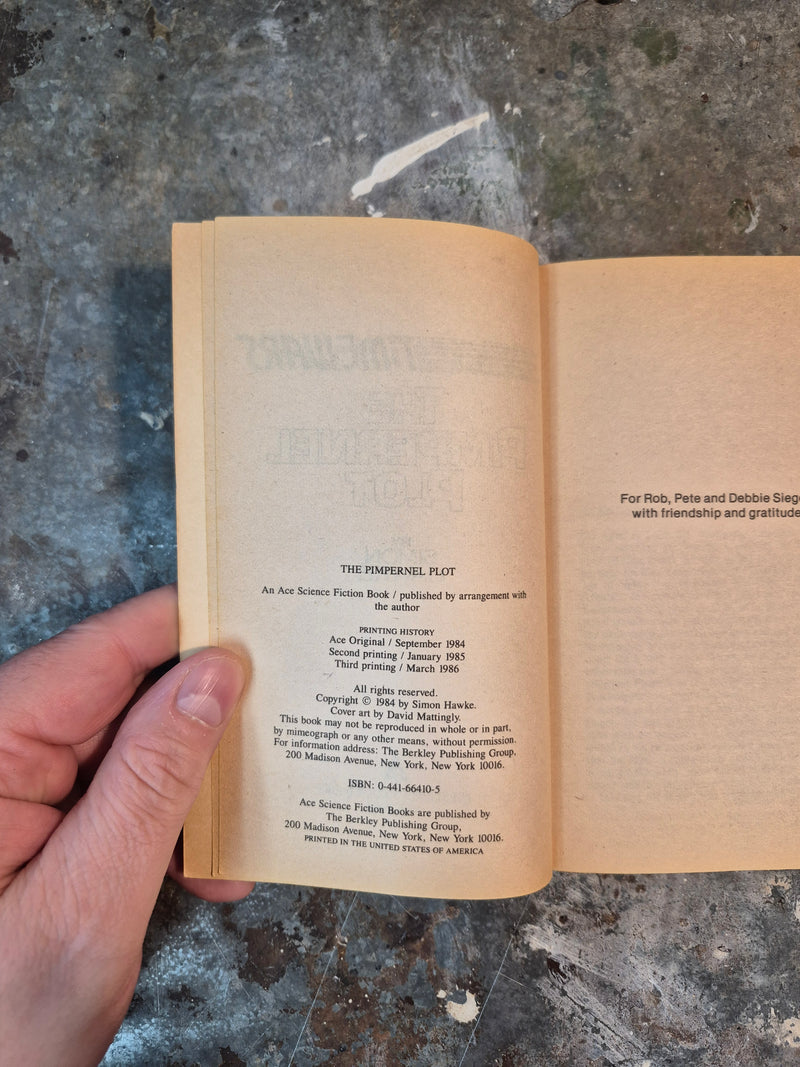 THE PIMPERNEL PLOT
An Ace Science Fiction Book / published by arrangement with
the author
PRINTING HISTORY
Ace Original / September 1984
Second printing / January 1985
Third printing / March 1986
All rights reserved.
Copyright © 1984 by Simon Hawke.
Cover art by David Mattingly.
This book may not be reproduced in whole or in part,
by mimeograph or any other means, without permission.
For information address: The Berkley Publishing Group,
200 Madison Avenue, New York, New York 10016.
ISBN: 0-441-66410-5
Ace Science Fiction Books are published by
The Berkley Publishing Group,
200 Madison Avenue, New York, New York 10016.
PRINTED IN THE UNITED STATES OF AMERICA
For Rob, Pete and Debbie
with friendship and gratitude